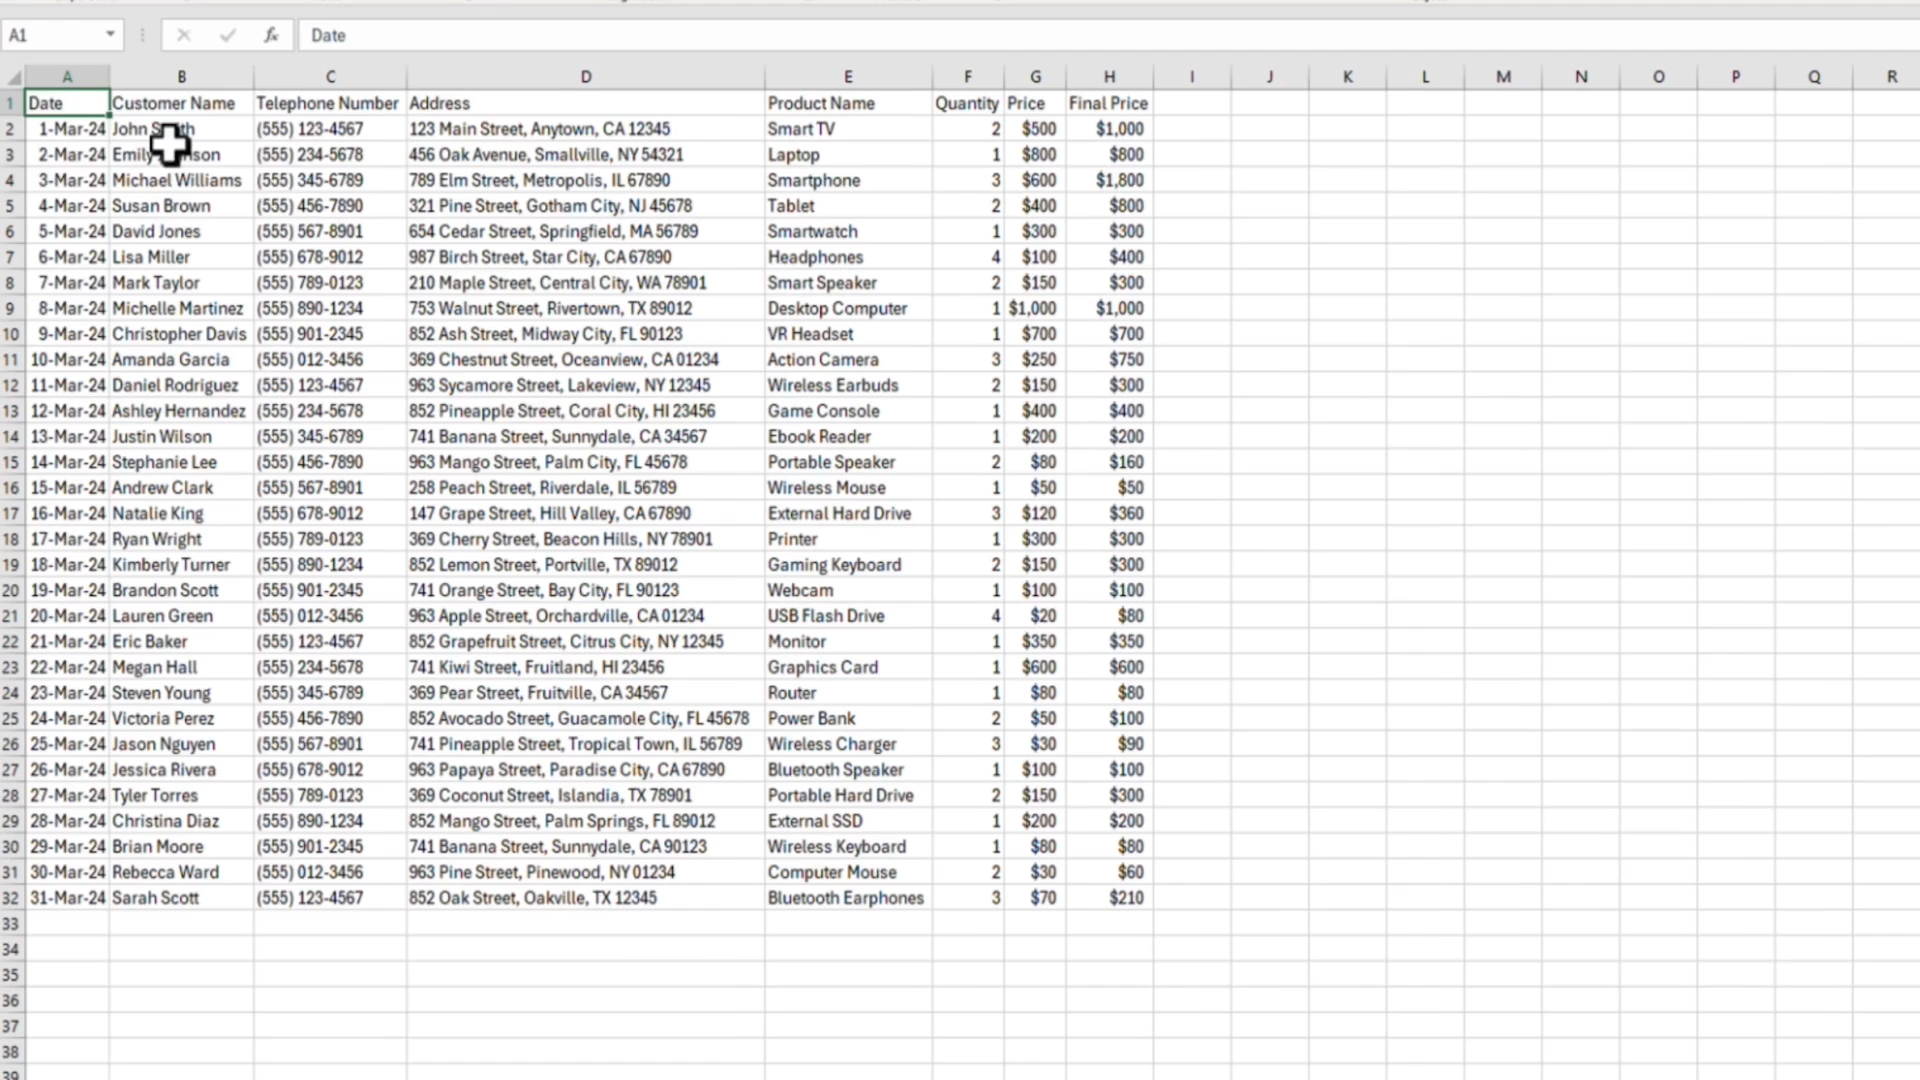 A1 fx Date
A B C D E F G H I J K L M N O P Q R
1 Date Customer Name Telephone Number Address Product Name Quantity Price Final Price
2 1-Mar-24 John (555) 123-4567 123 Main Street, Anytown, CA 12345 Smart TV 2 $500 $1,000
3 2-Mar-24 (555) 234-5678 456 Oak Avenue, Smallville, NY 54321 Laptop 1 $800 $800
4 3-Mar-24 Michael Williams (555) 345-6789 789 Elm Street, Metropolis, IL 67890 Smartphone 3 $600 $1,800
5 4-Mar-24 Susan Brown (555) 456-7890 321 Pine Street, Gotham City, NJ 45678 Tablet 2 $400 $800
6 5-Mar-24 David Jones (555) 567-8901 654 Cedar Street, Springfield, MA 56789 Smartwatch 1 $300 $300
7 6-Mar-24 Lisa Miller (555) 678-9012 987 Birch Street, Star City, CA 67890 Headphones 4 $100 $400
8 7-Mar-24 Mark Taylor (555) 789-0123 210 Maple Street, Central City, WA 78901 Smart Speaker 2 $150 $300
9 8-Mar-24 Michelle Martinez (555) 890-1234 753 Walnut Street, Rivertown, TX 89012 Desktop Computer 1 $1,000 $1,000
10 9-Mar-24 Christopher Davis (555) 901-2345 852 Ash Street, Midway City, FL 90123 VR Headset 1 $700 $700
11 10-Mar-24 Amanda Garcia (555) 012-3456 369 Chestnut Street, Oceanview, CA 01234 Action Camera 3 $250 $750
12 11-Mar-24 Daniel Rodriguez (555) 123-4567 963 Sycamore Street, Lakeview, NY 12345 Wireless Earbuds 2 $150 $300
13 12-Mar-24 Ashley Hernandez (555) 234-5678 852 Pineapple Street, Coral City, HI 23456 Game Console 1 $400 $400
14 13-Mar-24 Justin Wilson (555) 345-6789 741 Banana Street, Sunnydale, CA 34567 Ebook Reader 1 $200 $200
15 14-Mar-24 Stephanie Lee (555) 456-7890 963 Mango Street, Palm City, FL 45678 Portable Speaker 2 $80 $160
16 15-Mar-24 Andrew Clark (555) 567-8901 258 Peach Street, Riverdale, IL 56789 Wireless Mouse 1 $50 $50
17 16-Mar-24 Natalie King (555) 678-9012 147 Grape Street, Hill Valley, CA 67890 External Hard Drive 3 $120 $360
18 17-Mar-24 Ryan Wright (555) 789-0123 369 Cherry Street, Beacon Hills, NY 78901 Printer 1 $300 $300
19 18-Mar-24 Kimberly Turner (555) 890-1234 852 Lemon Street, Portville, TX 89012 Gaming Keyboard 2 $150 $300
20 19-Mar-24 Brandon Scott (555) 901-2345 741 Orange Street, Bay City, FL 90123 Webcam 1 $100 $100
21 20-Mar-24 Lauren Green (555) 012-3456 963 Apple Street, Orchardville, CA 01234 USB Flash Drive 4 $20 $80
22 21-Mar-24 Eric Baker (555) 123-4567 852 Grapefruit Street, Citrus City, NY 12345 Monitor 1 $350 $350
23 22-Mar-24 Megan Hall (555) 234-5678 741 Kiwi Street, Fruitland, HI 23456 Graphics Card 1 $600 $600
24 23-Mar-24 Steven Young (555) 345-6789 369 Pear Street, Fruitville, CA 34567 Router 1 $80 $80
25 24-Mar-24 Victoria Perez (555) 456-7890 852 Avocado Street, Guacamole City, FL 45678 Power Bank 2 $50 $100
26 25-Mar-24 Jason Nguyen (555) 567-8901 741 Pineapple Street, Tropical Town, IL 56789 Wireless Charger 3 $30 $90
27 26-Mar-24 Jessica Rivera (555) 678-9012 963 Papaya Street, Paradise City, CA 67890 Bluetooth Speaker 1 $100 $100
28 27-Mar-24 Tyler Torres (555) 789-0123 369 Coconut Street, Islandia, TX 78901 Portable Hard Drive 2 $150 $300
29 28-Mar-24 Christina Diaz (555) 890-1234 852 Mango Street, Palm Springs, FL 89012 External SSD 1 $200 $200
30 29-Mar-24 Brian Moore (555) 901-2345 741 Banana Street, Sunnydale, CA 90123 Wireless Keyboard 1 $80 $80
31 30-Mar-24 Rebecca Ward (555) 012-3456 963 Pine Street, Pinewood, NY 01234 Computer Mouse 2 $30 $60
32 31-Mar-24 Sarah Scott (555) 123-4567 852 Oak Street, Oakville, TX 12345 Bluetooth Earphones 3 $70 $210
33
34
35
36
37
38
39